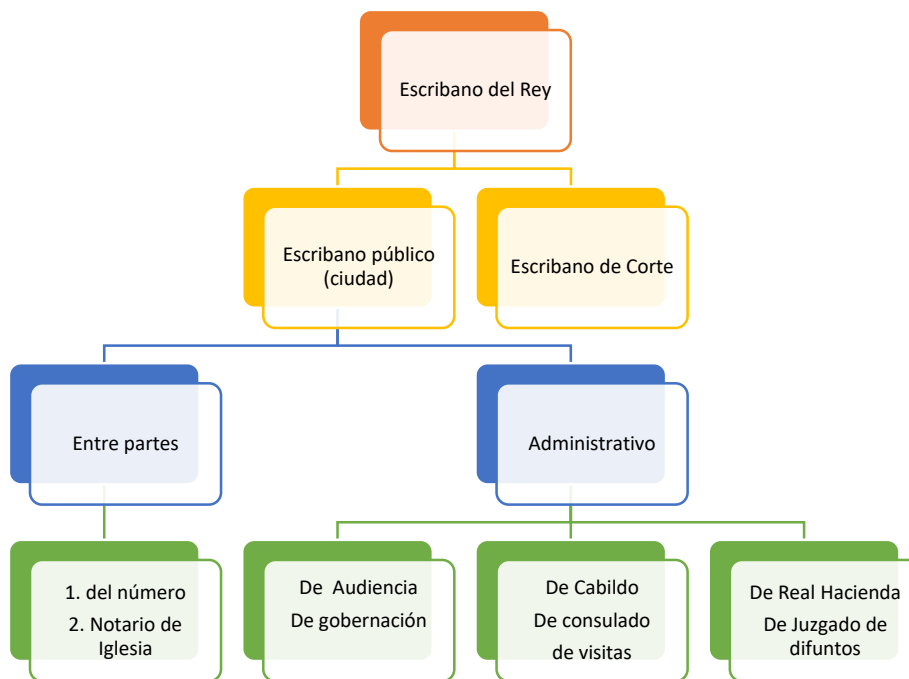 Escribano del Rey
Escribano público
(ciudad)
Escribano de Corte
Entre partes
Administrativo
1. del número
2. Notario de
Iglesia
De Audiencia
De gobernación
De Cabildo
De consulado
de visitas
De Real Hacienda
De Juzgado de
difuntos